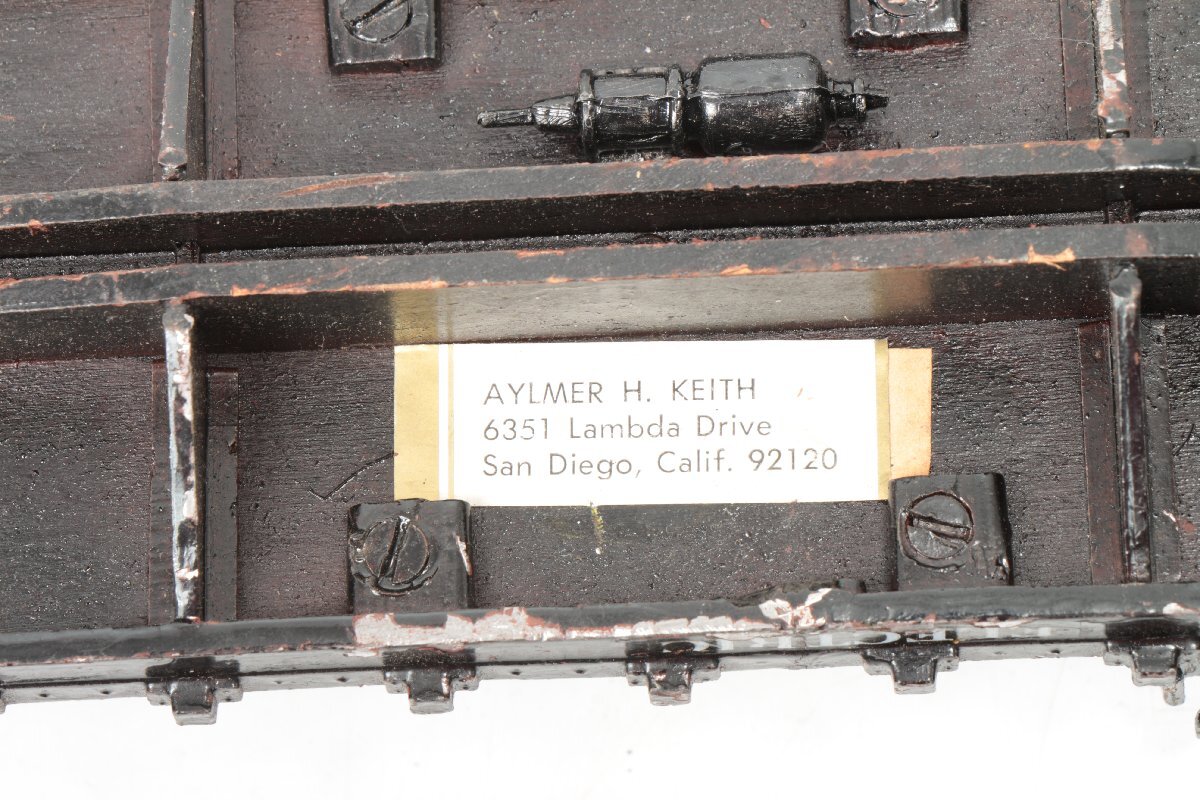 AYLMER H. KEITH
6351 Lambda Drive
San Diego, Calif. 92120